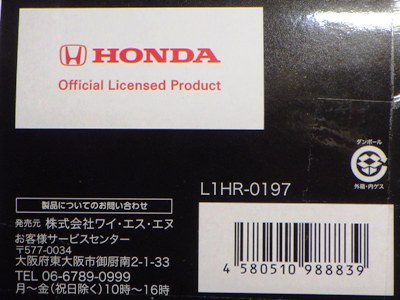 HONDA
Official Licensed Product
ダンボール
外箱・内ゲス
L1HR-0197
製品についてのお問い合わせ
発売元 株式会社ワイ・エス・エヌ
お客様サービスセンター
〒577-0034
大阪府東大阪市御厨南2-1-33
TEL 06-6789-0999
月〜金(祝日除く)10時〜16時
4 580510 988839